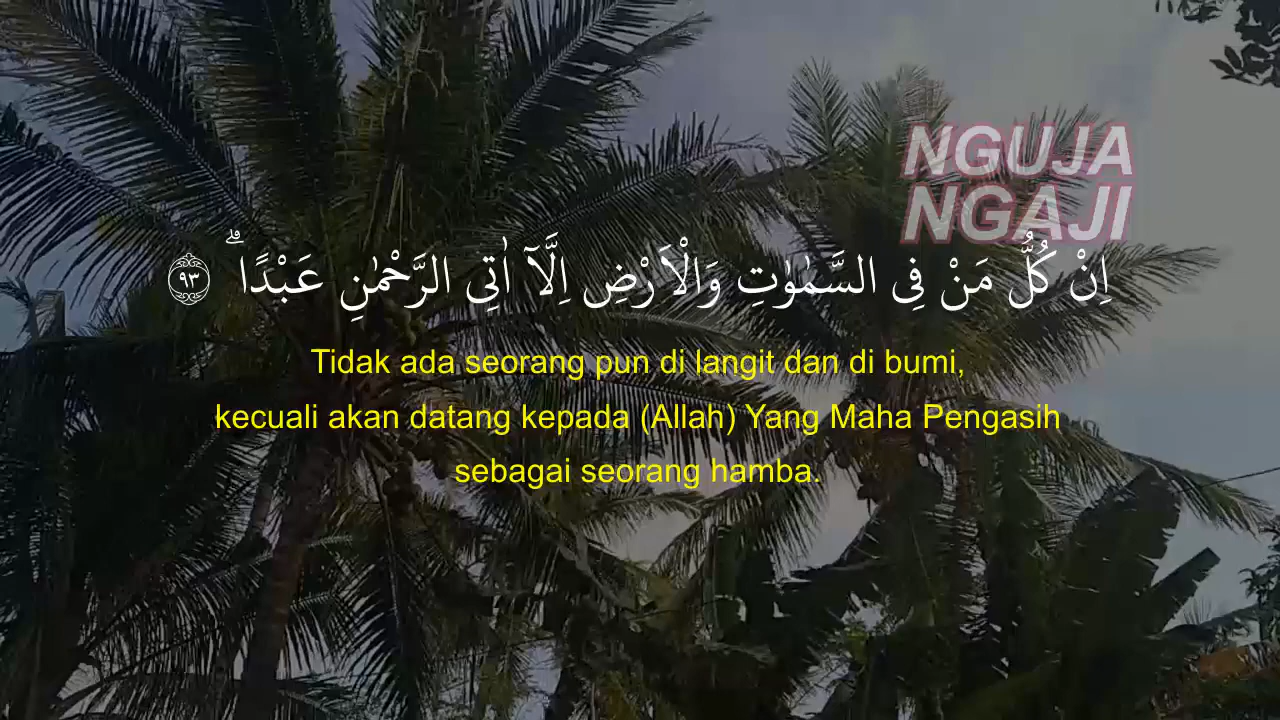 NGUJA
NGAJI
اِنْ كُلُّ مَنْ فِى السَّمٰوٰتِ وَالْاَرْضِ اِلَّآ اٰتِى الرَّحْمٰنِ عَبْدًا ۗ ٩٣
Tidak ada seorang pun di langit dan di bumi,
kecuali akan datang kepada (Allah) Yang Maha Pengasih
sebagai seorang hamba.